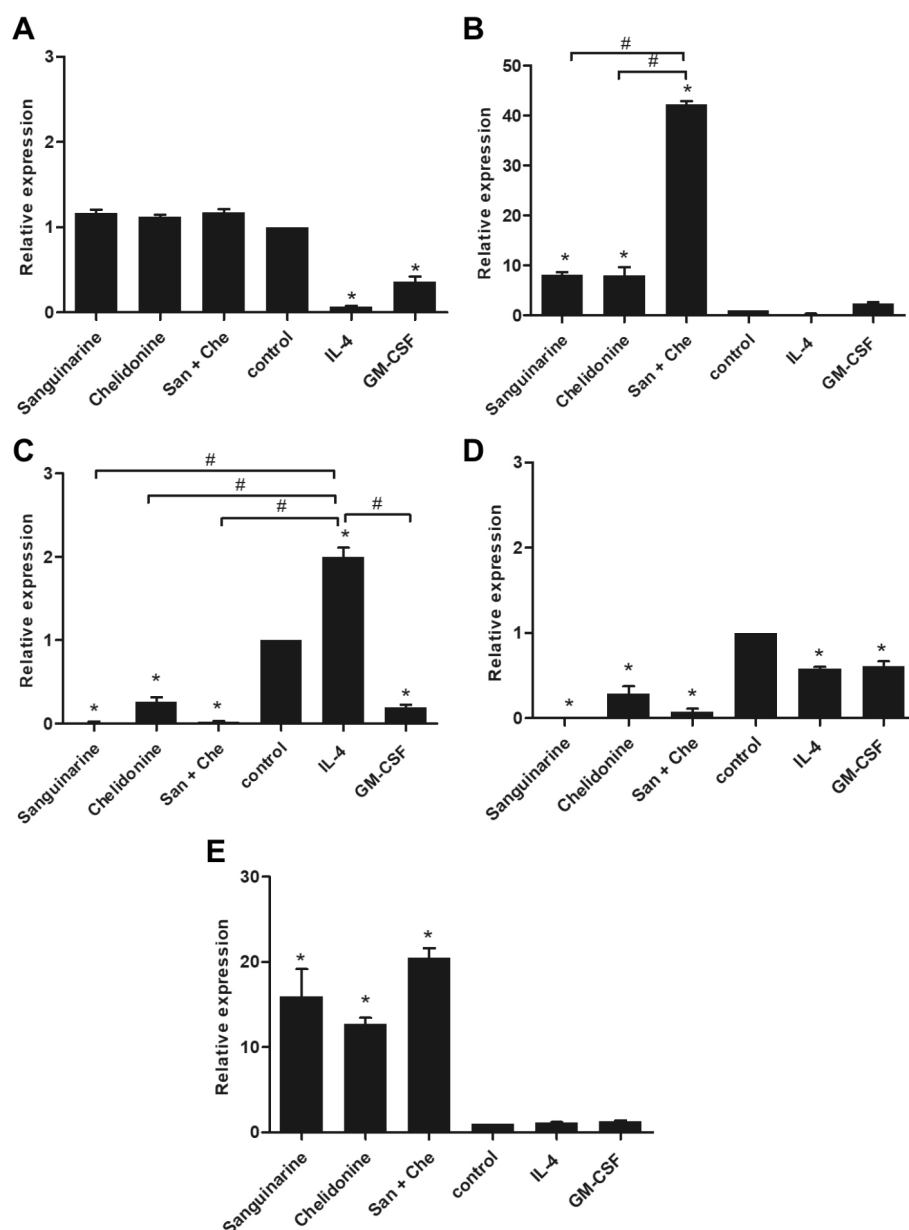 A
Relative expression
3
2
1
0
*
*
Sanguinarine
Chelidonine
San + Che
control
IL-4
GM-CSF
B
Relative expression
50
40
30
20
10
0
#
#
*
*
*
Sanguinarine
Chelidonine
San + Che
control
IL-4
GM-CSF
C
Relative expression
3
2
1
0
#
#
#
#
*
*
*
*
*
Sanguinarine
Chelidonine
San + Che
control
IL-4
GM-CSF
D
Relative expression
3
2
1
0
*
*
*
*
*
Sanguinarine
Chelidonine
San + Che
control
IL-4
GM-CSF
E
Relative expression
30
20
10
0
*
*
*
Sanguinarine
Chelidonine
San + Che
control
IL-4
GM-CSF